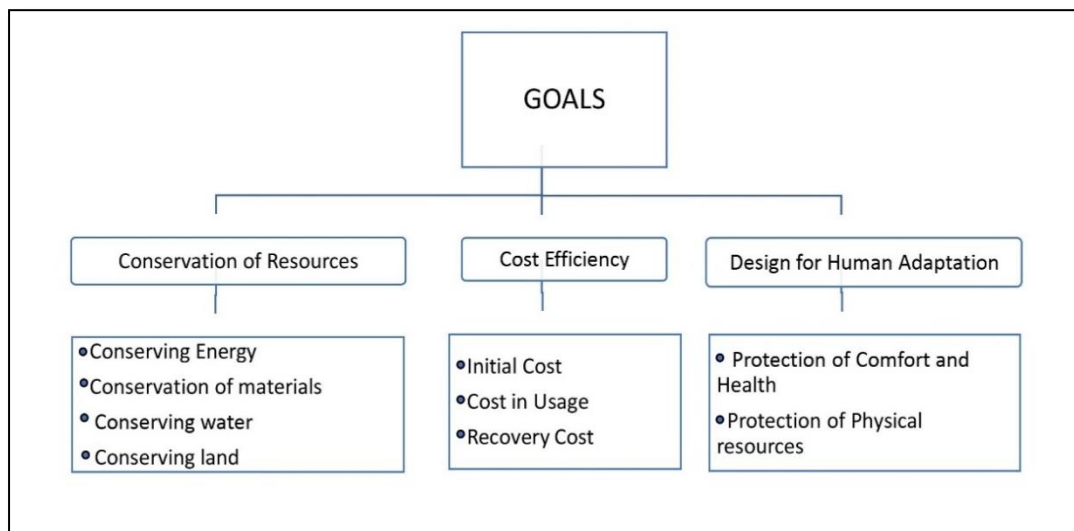 GOALS
Conservation of Resources
Cost Efficiency
Design for Human Adaptation
Conserving Energy
Conservation of materials
Conserving water
Conserving land
Initial Cost
Cost in Usage
Recovery Cost
Protection of Comfort and
Health
Protection of Physical
resources